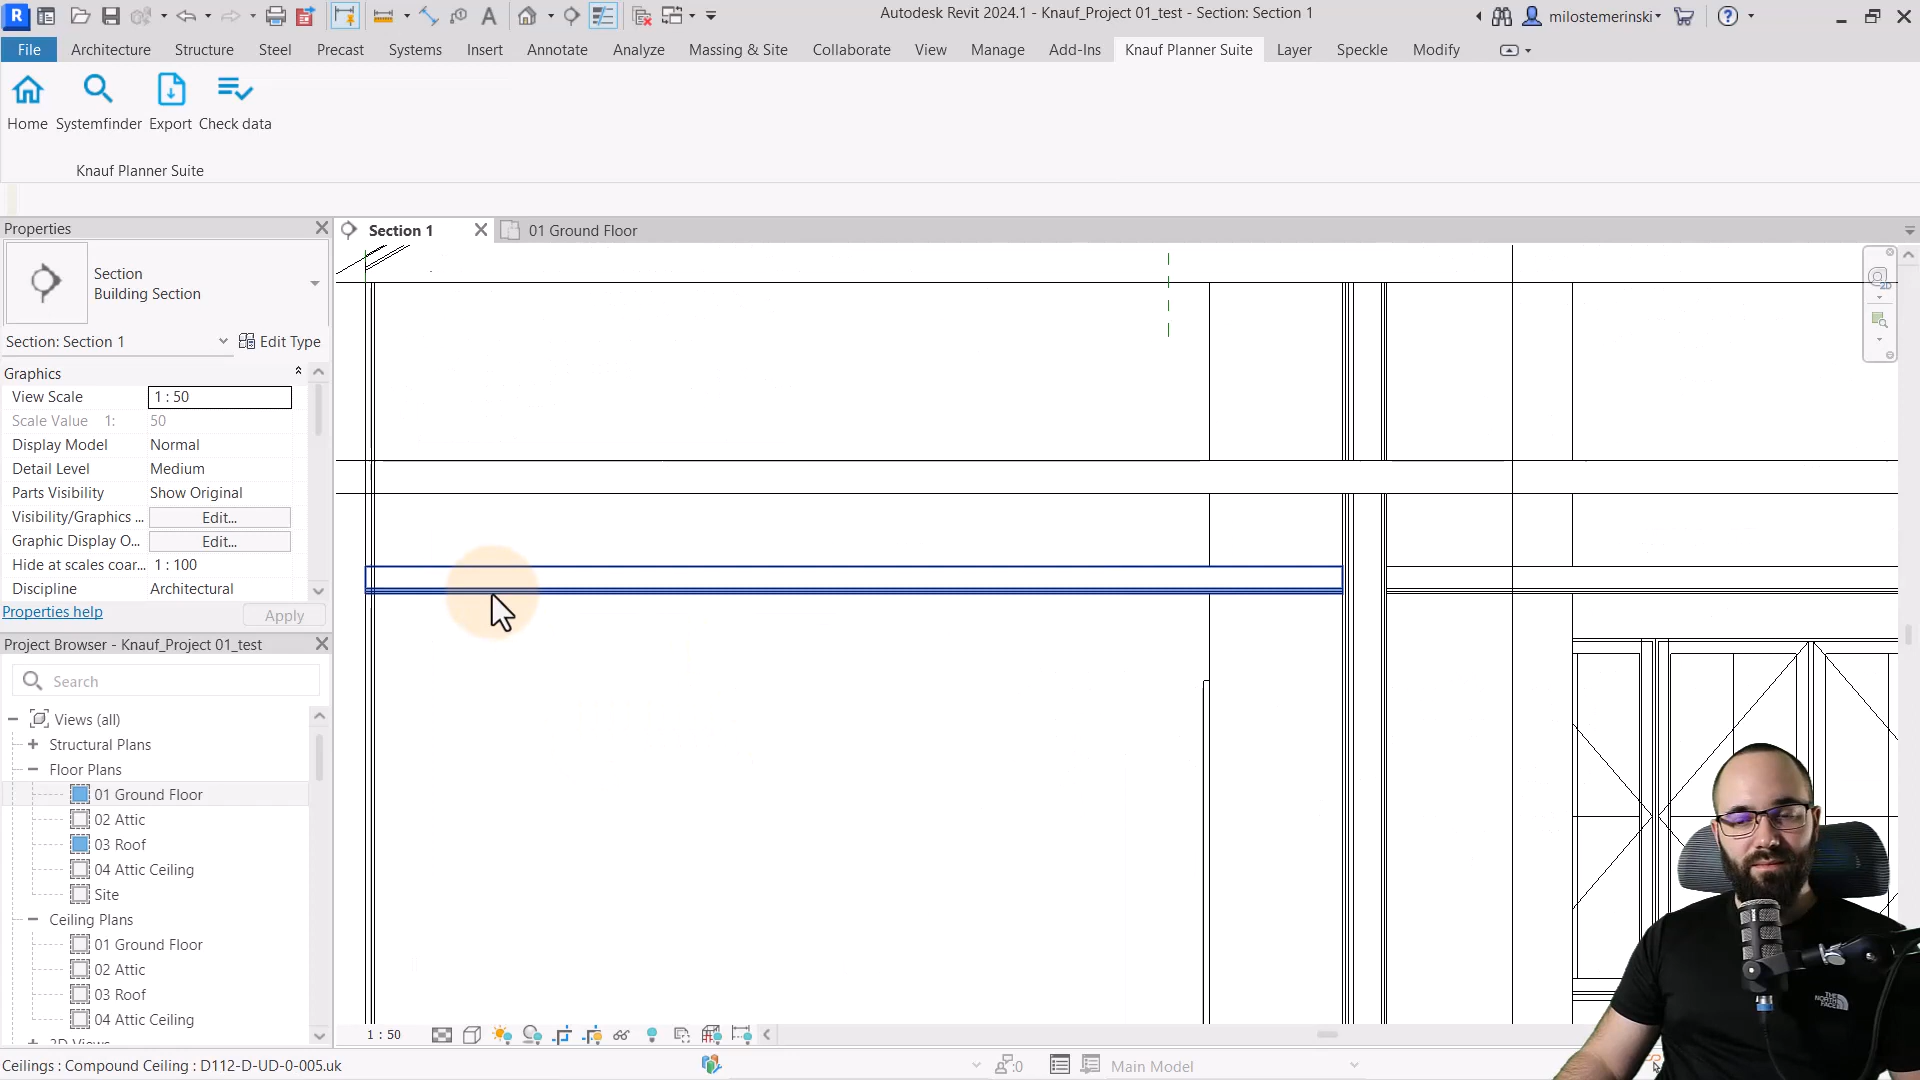 R
Autodesk Revit 2024.1 - Knauf_Project 01_test - Section: Section 1
milostemerinski
File Architecture Structure Steel Precast Systems Insert Annotate Analyze Massing & Site Collaborate View Manage Add-Ins Knauf Planner Suite Layer Speckle Modify
Home Systemfinder Export Check data
Knauf Planner Suite
Properties
Section 1
01 Ground Floor
Section
Building Section
Section: Section 1
Edit Type
Graphics
View Scale 1 : 50
Scale Value 1: 50
Display Model Normal
Detail Level Medium
Parts Visibility Show Original
Visibility/Graphics ... Edit...
Graphic Display O... Edit...
Hide at scales coar... 1 : 100
Discipline Architectural
Properties help
Apply
Project Browser - Knauf_Project 01_test
Search
Views (all)
Structural Plans
Floor Plans
01 Ground Floor
02 Attic
03 Roof
04 Attic Ceiling
Site
Ceiling Plans
01 Ground Floor
02 Attic
03 Roof
04 Attic Ceiling
THE
NORTH
FACE
1 : 50
Ceilings : Compound Ceiling : D112-D-UD-0-005.uk
:0
Main Model